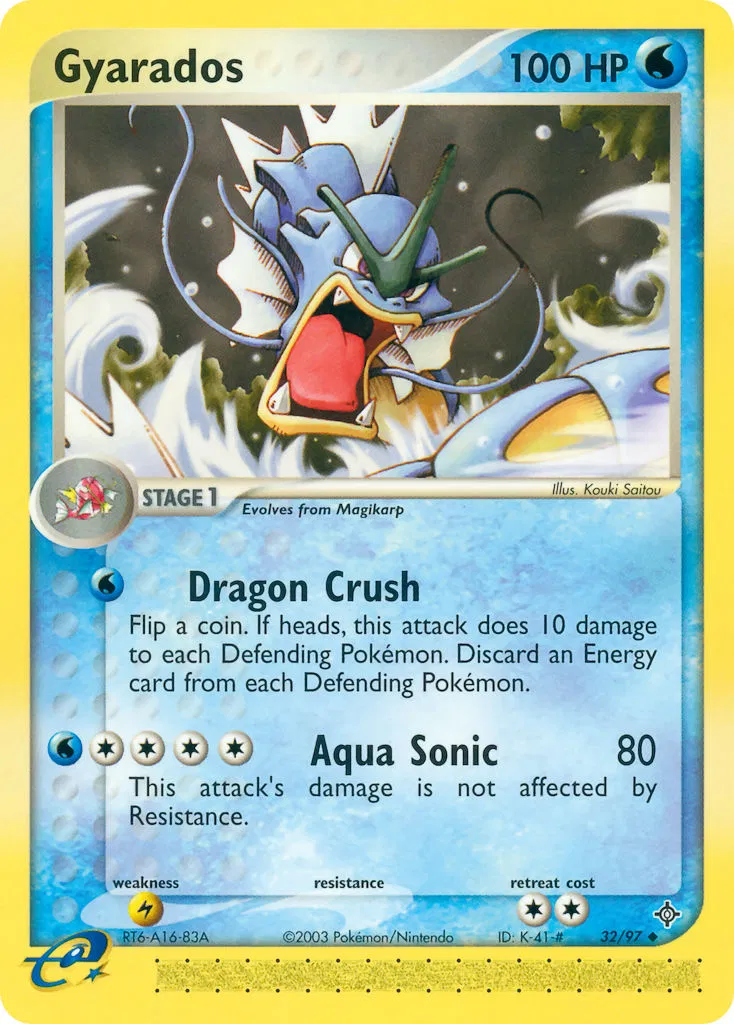 Gyarados
100 HP
Illus. Kouki Saitou
STAGE 1
Evolves from Magikarp
Dragon Crush
Flip a coin. If heads, this attack does 10 damage
to each Defending Pokémon. Discard an Energy
card from each Defending Pokémon.
Aqua Sonic 80
This attack's damage is not affected by
Resistance.
weakness resistance retreat cost
RT6-A16-83A ©2003 Pokémon/Nintendo ID: K-41-# 32/97
e